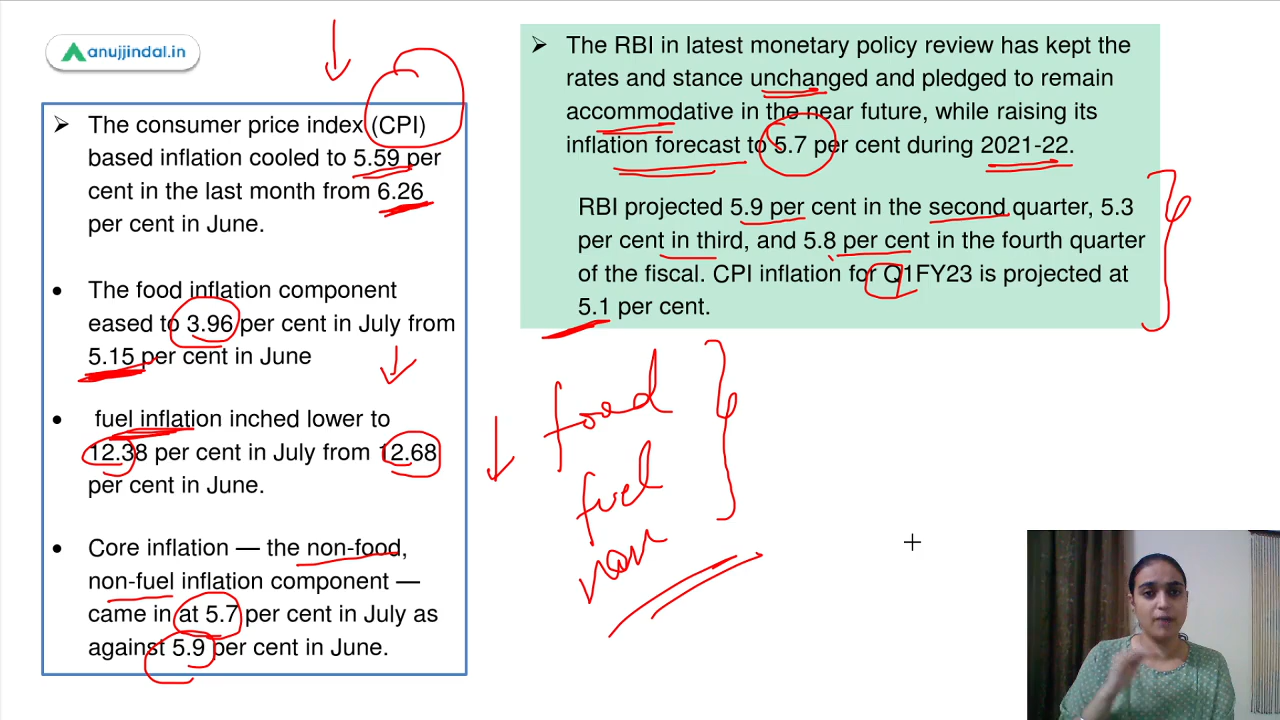 anujjindal.in
The consumer price index (CPI)
based inflation cooled to 5.59 per
cent in the last month from 6.26
per cent in June.
The food inflation component
eased to 3.96 per cent in July from
5.15 per cent in June
fuel inflation inched lower to
12.38 per cent in July from 12.68
per cent in June.
Core inflation — the non-food,
non-fuel inflation component —
came in at 5.7 per cent in July as
against 5.9 per cent in June.
The RBI in latest monetary policy review has kept the
rates and stance unchanged and pledged to remain
accommodative in the near future, while raising its
inflation forecast to 5.7 per cent during 2021-22.
RBI projected 5.9 per cent in the second quarter, 5.3
per cent in third, and 5.8 per cent in the fourth quarter
of the fiscal. CPI inflation for Q1FY23 is projected at
5.1 per cent.
food
fuel